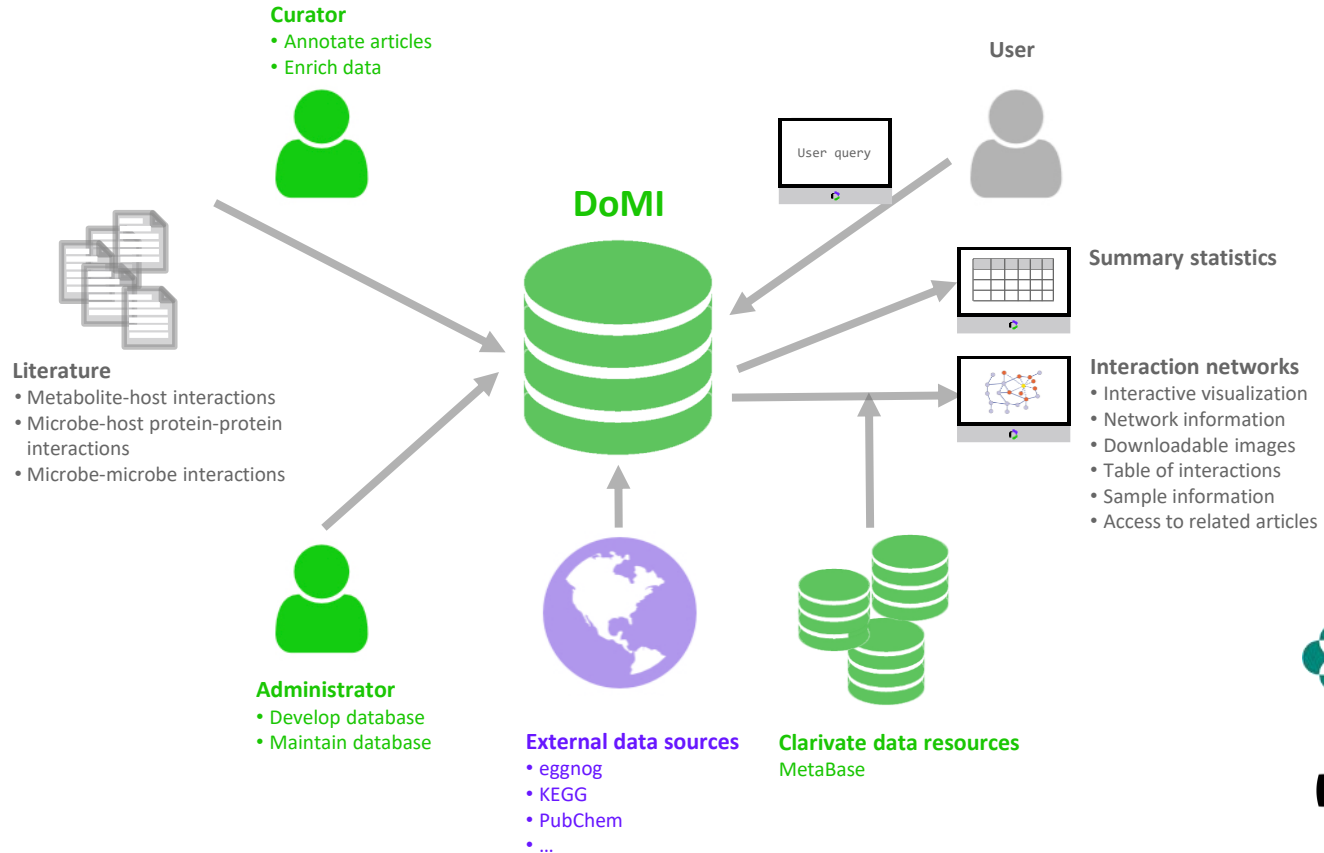 Curator
• Annotate articles
• Enrich data
User
User query
DoMI
Summary statistics
Literature
• Metabolite-host interactions
• Microbe-host protein-protein
interactions
• Microbe-microbe interactions
Interaction networks
• Interactive visualization
• Network information
• Downloadable images
• Table of interactions
• Sample information
• Access to related articles
Administrator
• Develop database
• Maintain database
External data sources
• eggnog
• KEGG
• PubChem
• ...
Clarivate data resources
MetaBase